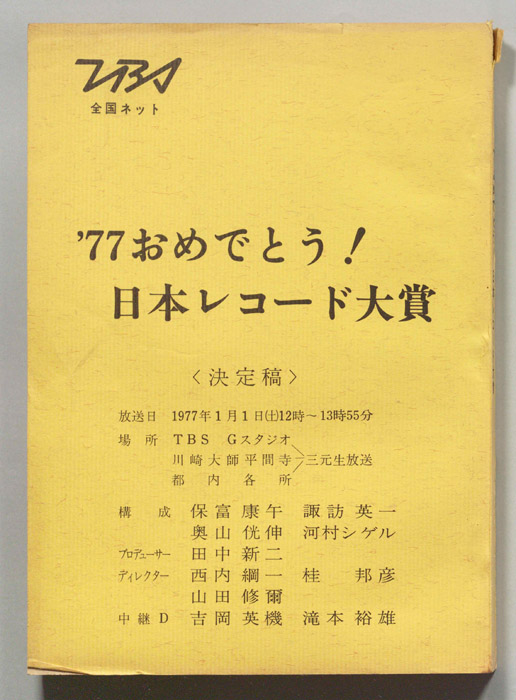 TBS
全国ネット
'77おめでとう!
日本レコード大賞
〈決定稿〉
放送日 1977年1月1日(土)12時〜13時55分
場所 TBS Gスタジオ
川崎大師平間寺 三元生放送
都内各所
構成 保富康午 諏訪英一
奥山侊伸 河村シゲル
プロデューサー 田中新二
ディレクター 西内綱一 桂邦彦
山田修爾
中継D 吉岡英機 滝本裕雄